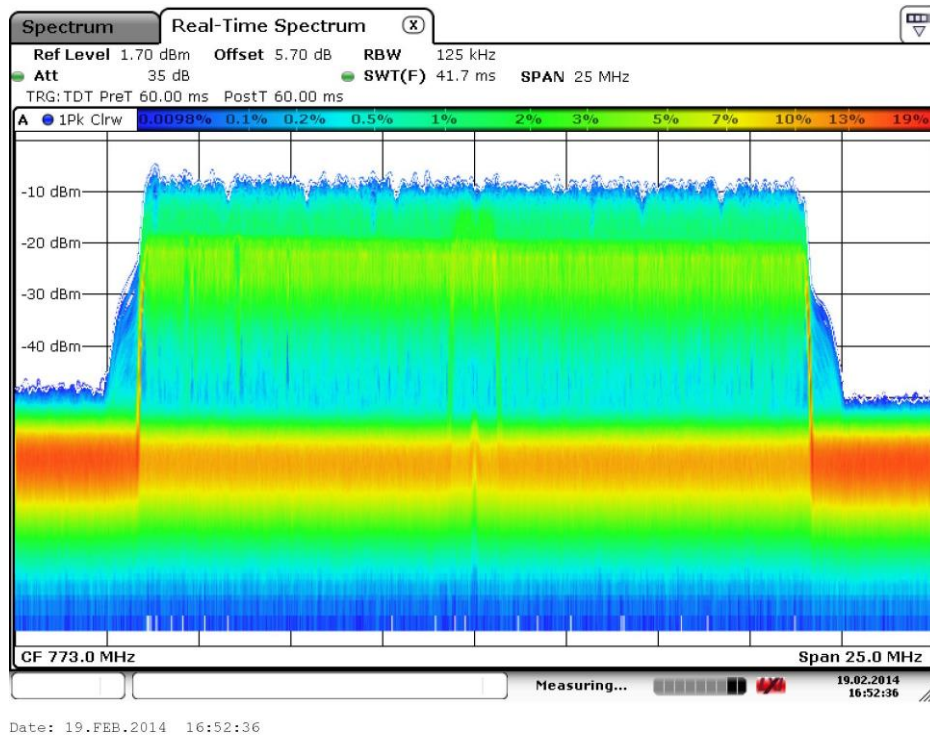 Spectrum Real-Time Spectrum X
Ref Level 1.70 dBm Offset 5.70 dB RBW 125 kHz
Att 35 dB SWT(F) 41.7 ms SPAN 25 MHz
TRG:TDT PreT 60.00 ms PostT 60.00 ms
A 1Pk Clrw 0.0098% 0.1% 0.2% 0.5% 1% 2% 3% 5% 7% 10% 13% 19%
-10 dBm
-20 dBm
-30 dBm
-40 dBm
CF 773.0 MHz Span 25.0 MHz
Measuring... 19.02.2014
16:52:36
Date: 19.FEB.2014 16:52:36